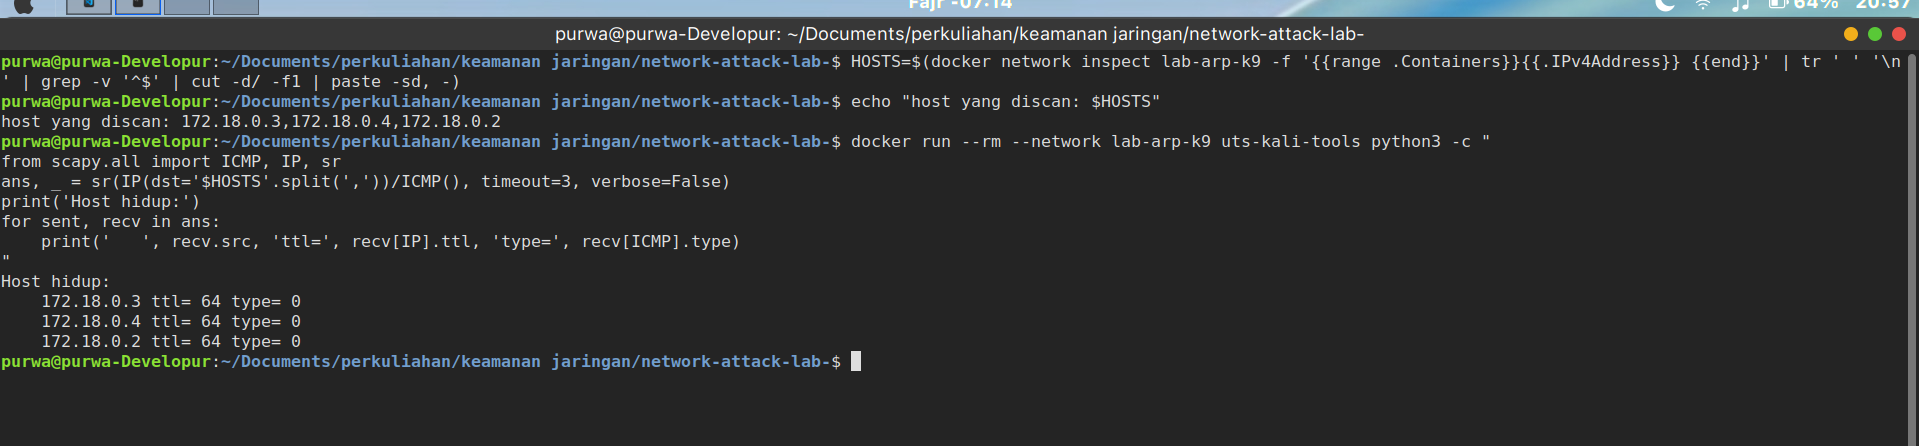 Fajr -07:14
64%
20:57
purwa@purwa-Developur: ~/Documents/perkuliahan/keamanan jaringan/network-attack-lab-
purwa@purwa-Developur:~/Documents/perkuliahan/keamanan jaringan/network-attack-lab-$ HOSTS=$(docker network inspect lab-arp-k9 -f '{{range .Containers}}{{.IPv4Address}} {{end}}' | tr ' ' '\n
' | grep -v '^$' | cut -d/ -f1 | paste -sd, -)
purwa@purwa-Developur:~/Documents/perkuliahan/keamanan jaringan/network-attack-lab-$ echo "host yang discan: $HOSTS"
host yang discan: 172.18.0.3,172.18.0.4,172.18.0.2
purwa@purwa-Developur:~/Documents/perkuliahan/keamanan jaringan/network-attack-lab-$ docker run --rm --network lab-arp-k9 uts-kali-tools python3 -c "
from scapy.all import ICMP, IP, sr
ans, _ = sr(IP(dst='$HOSTS'.split(','))/ICMP(), timeout=3, verbose=False)
print('Host hidup:')
for sent, recv in ans:
    print('   ', recv.src, 'ttl=', recv[IP].ttl, 'type=', recv[ICMP].type)
"
Host hidup:
    172.18.0.3 ttl= 64 type= 0
    172.18.0.4 ttl= 64 type= 0
    172.18.0.2 ttl= 64 type= 0
purwa@purwa-Developur:~/Documents/perkuliahan/keamanan jaringan/network-attack-lab-$